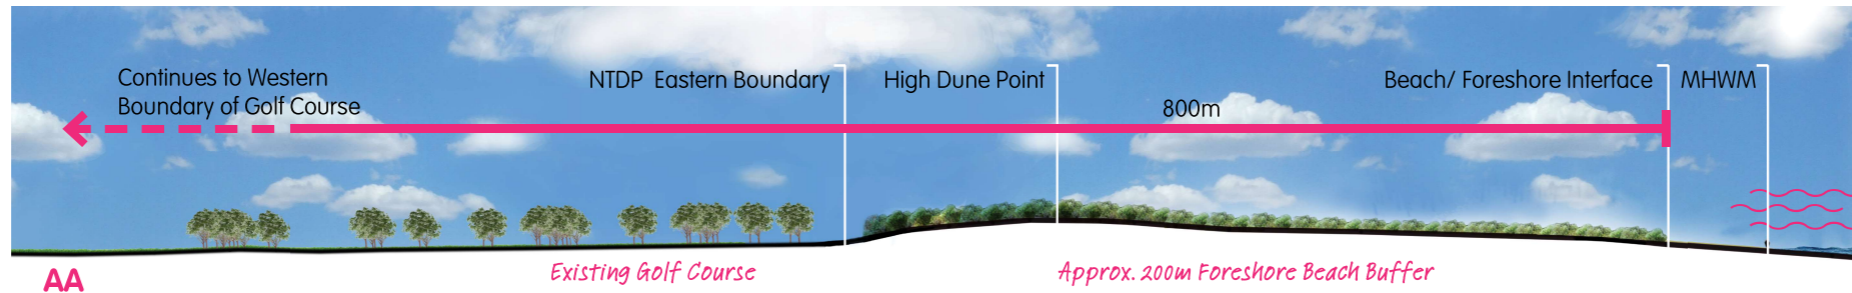 Continues to Western
Boundary of Golf Course
NTDP Eastern Boundary
High Dune Point
800m
Beach/ Foreshore Interface
MHWM
Existing Golf Course
Approx. 200m Foreshore Beach Buffer
AA